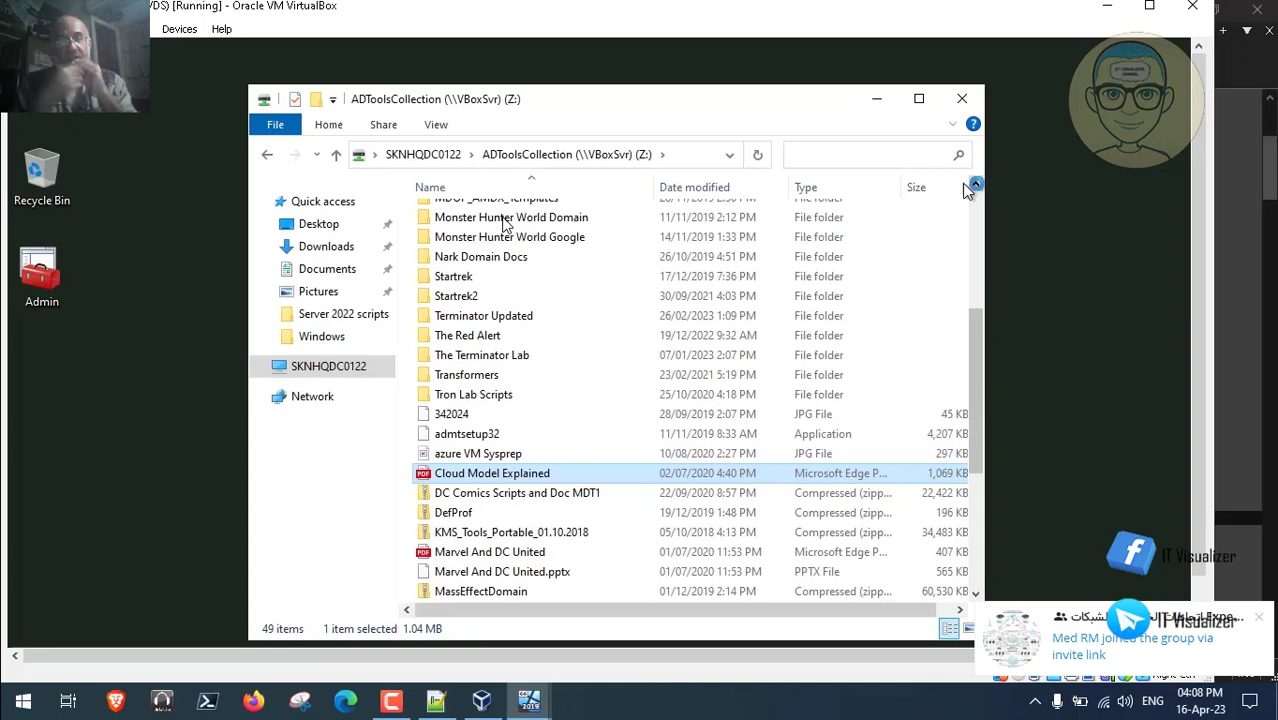 DS) [Running] - Oracle VM VirtualBox
Devices Help
IT VISUALIZER
CHANNEL
ADToolsCollection (\\VBoxSvr) (Z:)
File Home Share View
SKNHQDC0122 ADToolsCollection (\\VBoxSvr) (Z:)
Name Date modified Type Size
Recycle Bin
Admin
Quick access
Desktop
Downloads
Documents
Pictures
Server 2022 scripts
Windows
SKNHQDC0122
Network
Monster Hunter World Domain 11/11/2019 2:12 PM File folder
Monster Hunter World Google 14/11/2019 1:33 PM File folder
Nark Domain Docs 26/10/2019 4:51 PM File folder
Startrek 17/12/2019 7:35 PM File folder
Startrek2 30/09/2021 4:03 PM File folder
Terminator Updated 26/02/2023 1:09 PM File folder
The Red Alert 19/12/2022 9:32 AM File folder
The Terminator Lab 07/01/2023 2:07 PM File folder
Transformers 23/02/2021 5:19 PM File folder
Tron Lab Scripts 25/10/2020 4:18 PM File folder
342024 28/09/2019 2:07 PM JPG File 45 KB
admtsetup32 11/11/2019 8:33 AM Application 4,207 KB
azure VM Sysprep 10/08/2020 2:27 PM JPG File 297 KB
Cloud Model Explained 02/07/2020 4:40 PM Microsoft Edge P... 1,069 KB
DC Comics Scripts and Doc MDT1 22/09/2020 8:57 PM Compressed (zipp... 22,422 KB
DefProf 19/12/2019 1:48 PM Compressed (zipp... 196 KB
KMS_Tools_Portable_01.10.2018 05/10/2018 4:13 PM Compressed (zipp... 34,483 KB
Marvel And DC United 01/07/2020 11:53 PM Microsoft Edge P... 407 KB
Marvel And DC United.pptx 01/07/2020 11:53 PM PPTX File 565 KB
MassEffectDomain 01/12/2019 2:14 PM Compressed (zipp... 60,530 KB
49 items 1 item selected 1.04 MB
IT Visualizer
IT Visualizer
Med RM joined the group via
invite link
ENG
04:08 PM
16-Apr-23